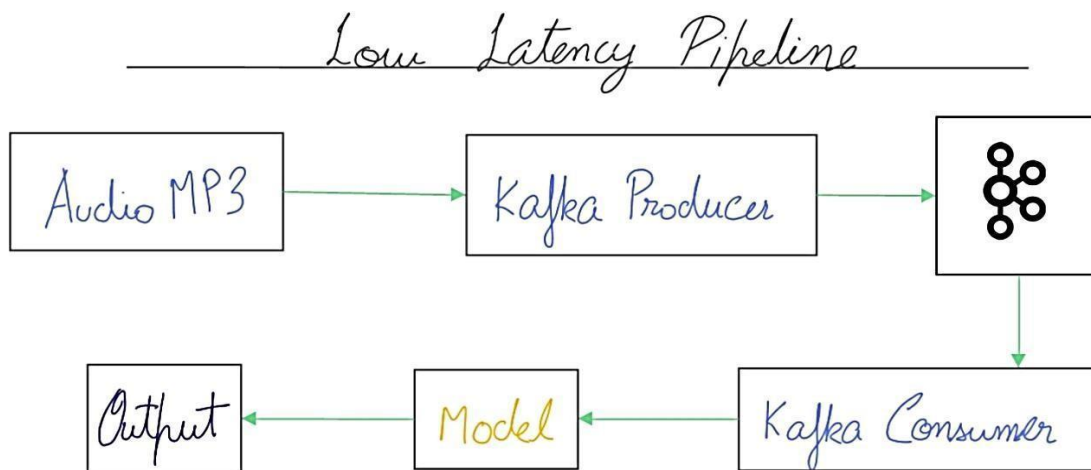 Low Latency Pipeline
Audio MP3
Kafka Producer
Kafka Consumer
Model
Output